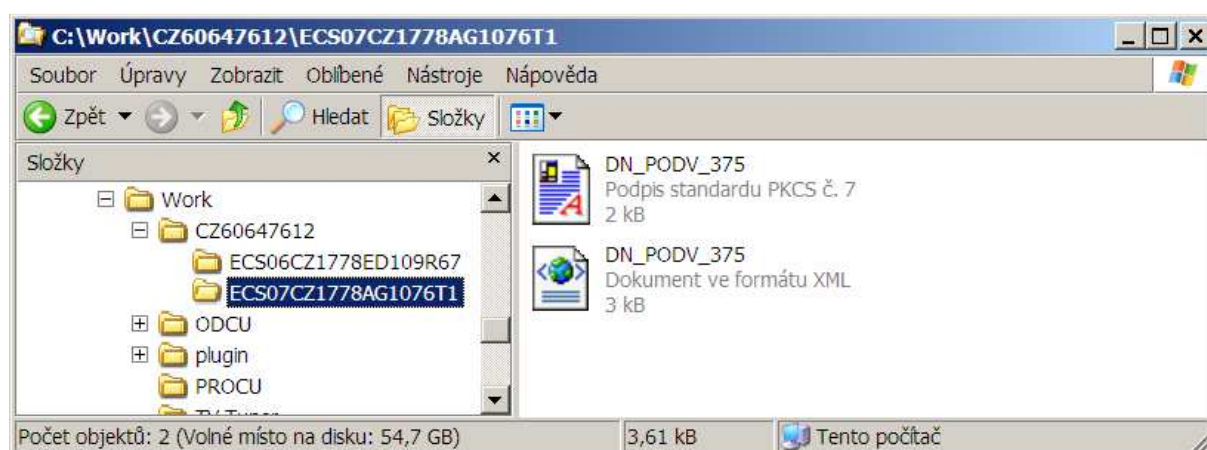 C:\Work\CZ60647612\ECS07CZ1778AG1076T1
Soubor Úpravy Zobrazit Oblíbené Nástroje Nápověda
Zpět Hledat Složky
Složky
Work
CZ60647612
ECS06CZ1778ED109R67
ECS07CZ1778AG1076T1
ODCU
plugin
PROCU
DN_PODV_375
Podpis standardu PKCS č. 7
2 kB
DN_PODV_375
Dokument ve formátu XML
3 kB
Počet objektů: 2 (Volné místo na disku: 54,7 GB) 3,61 kB Tento počítač